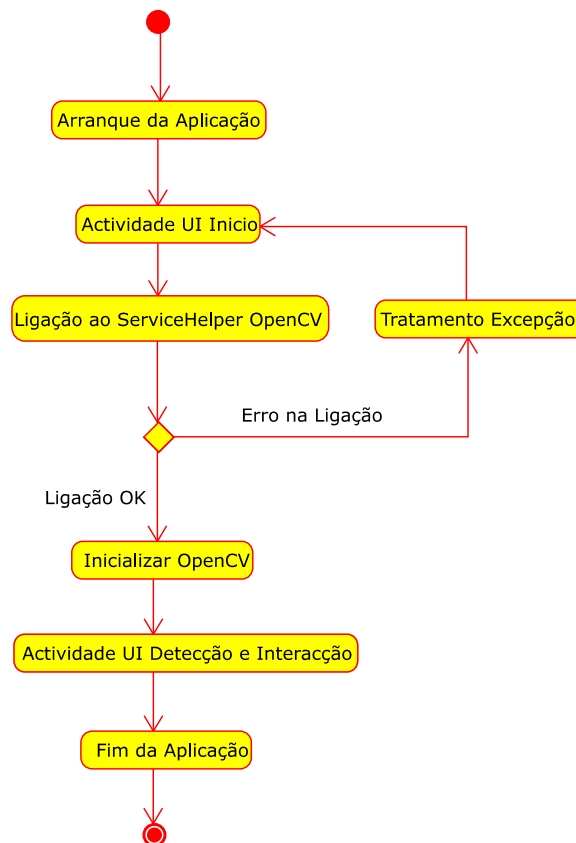 Arranque da Aplicação
Actividade UI Inicio
Ligação ao ServiceHelper OpenCV
Tratamento Excepção
Erro na Ligação
Ligação OK
Inicializar OpenCV
Actividade UI Detecção e Interacção
Fim da Aplicação